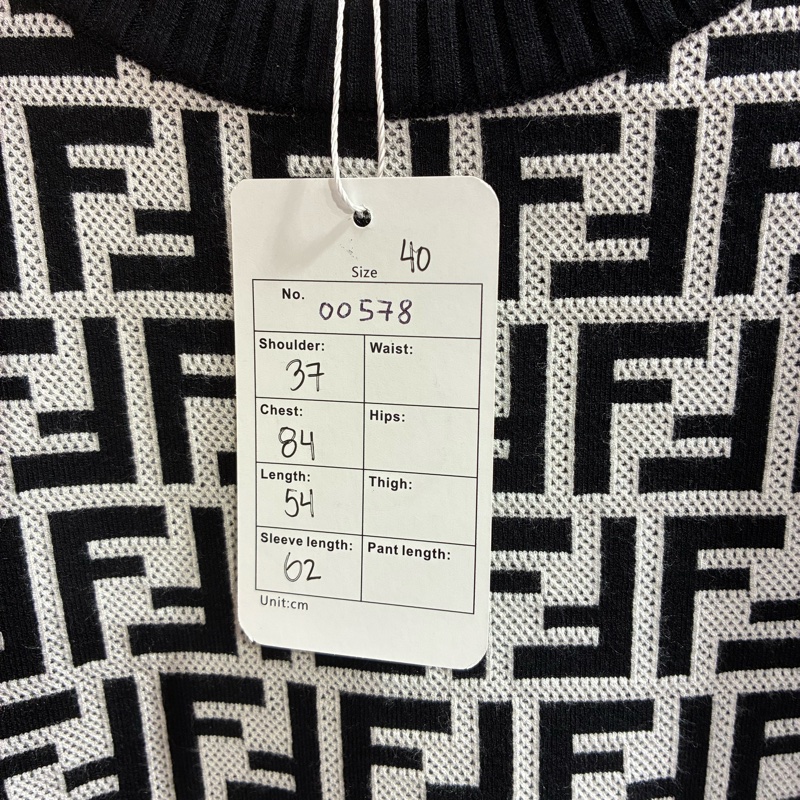 Size 40
No. 00578
Shoulder: 37 Waist:
Chest: 84 Hips:
Length: 54 Thigh:
Sleeve length: 62 Pant length:
Unit:cm